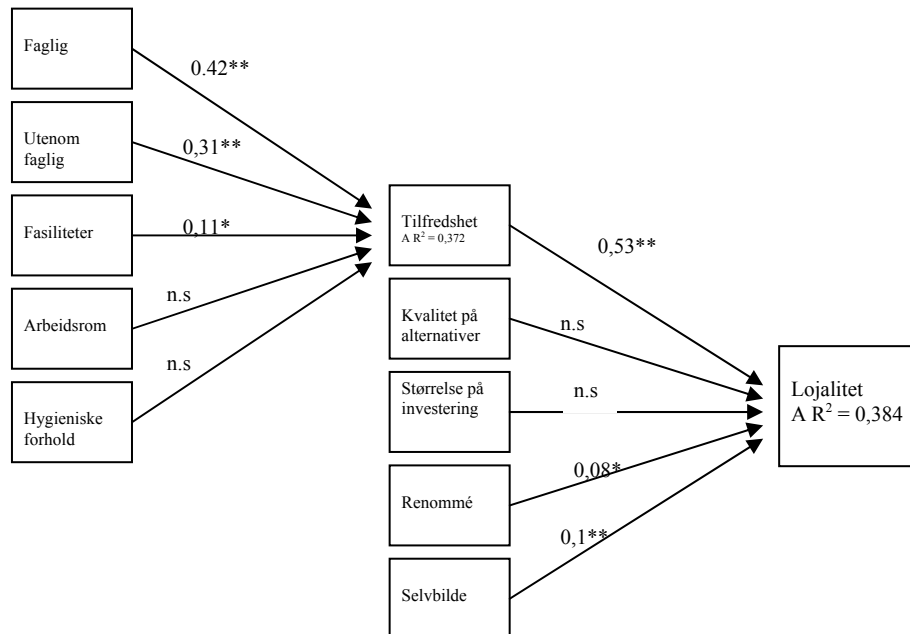 Faglig
0.42**
Utenom
faglig
0,31**
Fasiliteter
0,11*
Arbeidsrom
n.s
Hygieniske
forhold
n.s
Tilfredshet
A R² = 0,372
0,53**
Kvalitet på
alternativer
n.s
Størrelse på
investering
n.s
Renommé
0,08*
Selvbilde
0,1**
Lojalitet
A R² = 0,384